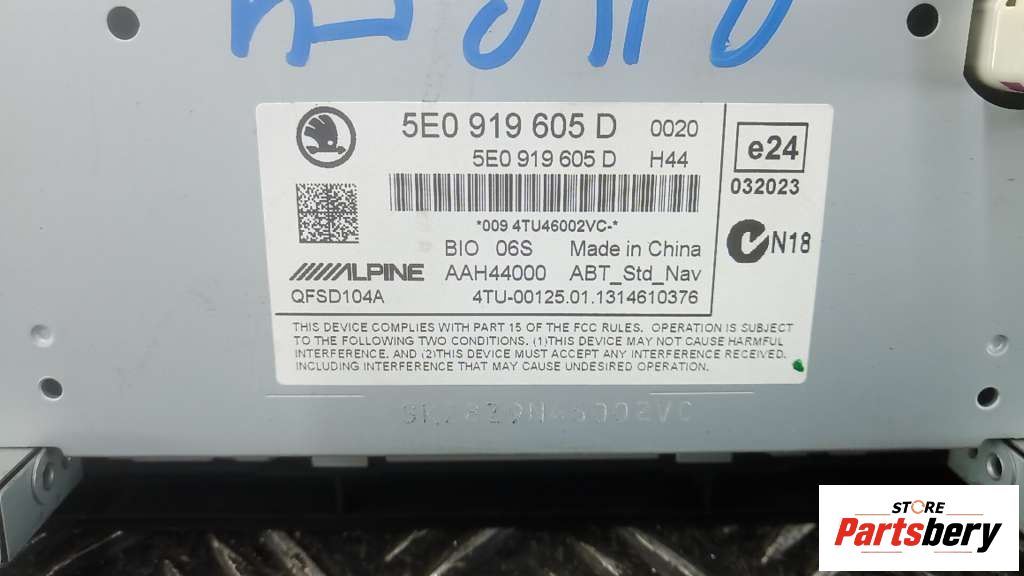 5E0 919 605 D 0020
5E0 919 605 D H44
e24
032023
*009 4TU46002VC-*
N18
BIO 06S Made in China
ALPINE AAH44000 ABT_Std_Nav
QFSD104A 4TU-00125.01.1314610376
THIS DEVICE COMPLIES WITH PART 15 OF THE FCC RULES. OPERATION IS SUBJECT
TO THE FOLLOWING TWO CONDITIONS. (1)THIS DEVICE MAY NOT CAUSE HARMFUL
INTERFERENCE. AND (2)THIS DEVICE MUST ACCEPT ANY INTERFERENCE RECEIVED.
INCLUDING INTERFERENCE THAT MAY CAUSE UNDESIRED OPERATION.
STORE
Partsbery